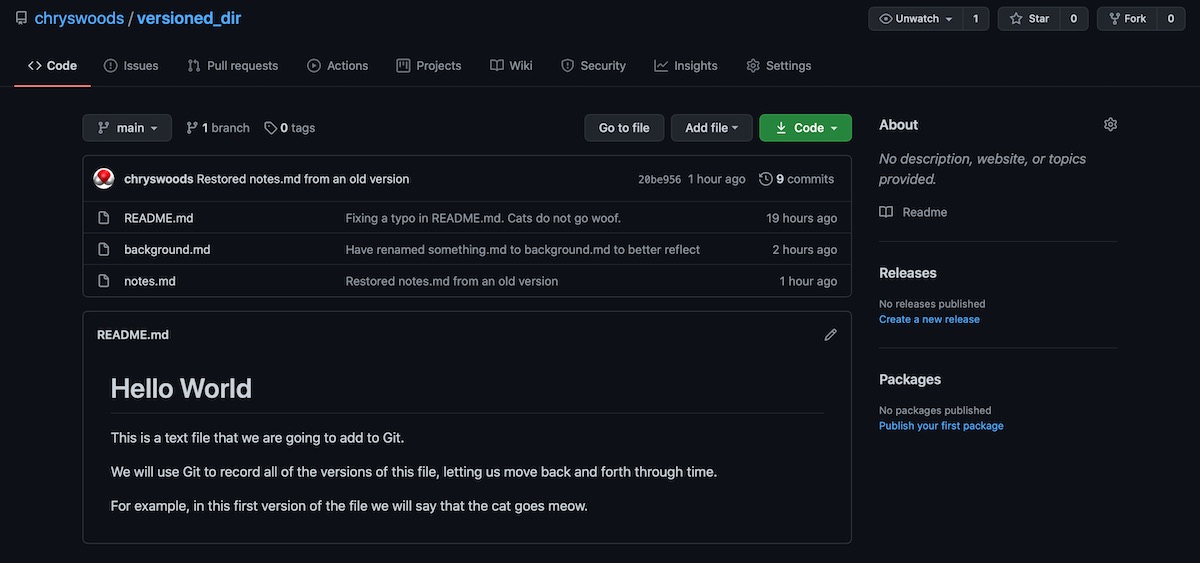 chryswoods / versioned_dir
Unwatch 1 Star 0 Fork 0
Code Issues Pull requests Actions Projects Wiki Security Insights Settings
main 1 branch 0 tags Go to file Add file Code
chryswoods Restored notes.md from an old version 20be956 1 hour ago 9 commits
README.md Fixing a typo in README.md. Cats do not go woof. 19 hours ago
background.md Have renamed something.md to background.md to better reflect 2 hours ago
notes.md Restored notes.md from an old version 1 hour ago
README.md
Hello World
This is a text file that we are going to add to Git.
We will use Git to record all of the versions of this file, letting us move back and forth through time.
For example, in this first version of the file we will say that the cat goes meow.
About
No description, website, or topics
provided.
Readme
Releases
No releases published
Create a new release
Packages
No packages published
Publish your first package